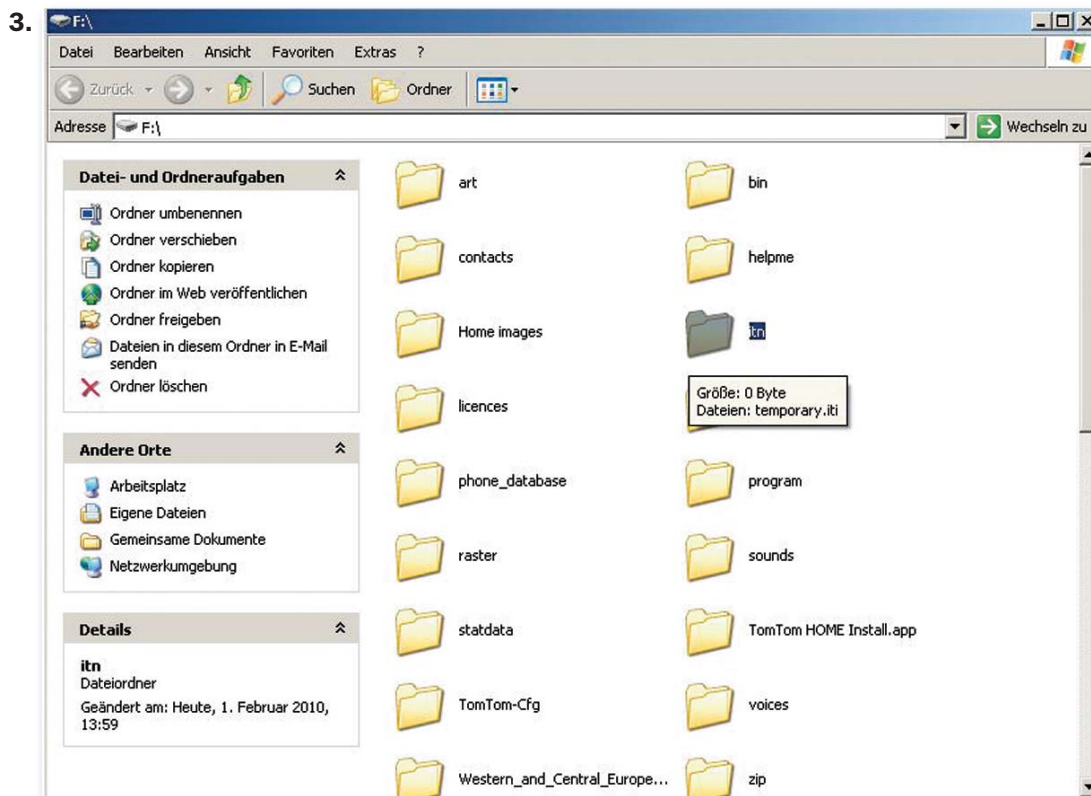 3.
F:\
Datei Bearbeiten Ansicht Favoriten Extras ?
Zurück Suchen Ordner
Adresse F:\ Wechseln zu
Datei- und Ordneraufgaben
Ordner umbenennen
Ordner verschieben
Ordner kopieren
Ordner im Web veröffentlichen
Ordner freigeben
Dateien in diesem Ordner in E-Mail
senden
Ordner löschen
Andere Orte
Arbeitsplatz
Eigene Dateien
Gemeinsame Dokumente
Netzwerkumgebung
Details
itn
Dateiordner
Geändert am: Heute, 1. Februar 2010,
13:59
art bin
contacts helpme
Home images itn
Größe: 0 Byte
Dateien: temporary.iti
licences
phone_database program
raster sounds
statdata TomTom HOME Install.app
TomTom-Cfg voices
Western_and_Central_Europe... zip